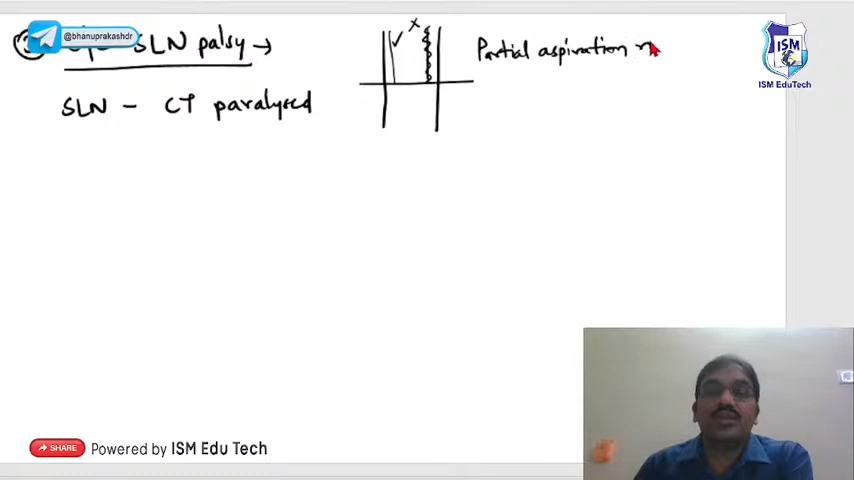 @bhanuprakashdr
SLN palsy →
x
✓
Partial aspiration
SLN - CT paralysed
ISM
ISM EduTech
SHARE
Powered by ISM Edu Tech